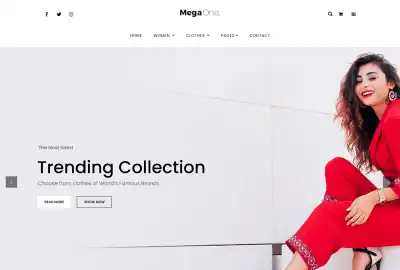 MegaOne.
HOME WOMEN CLOTHES PAGES CONTACT
The Most latest
Trending Collection
Choose from clothes of World's Famous Brands.
READ MORE SHOW NOW